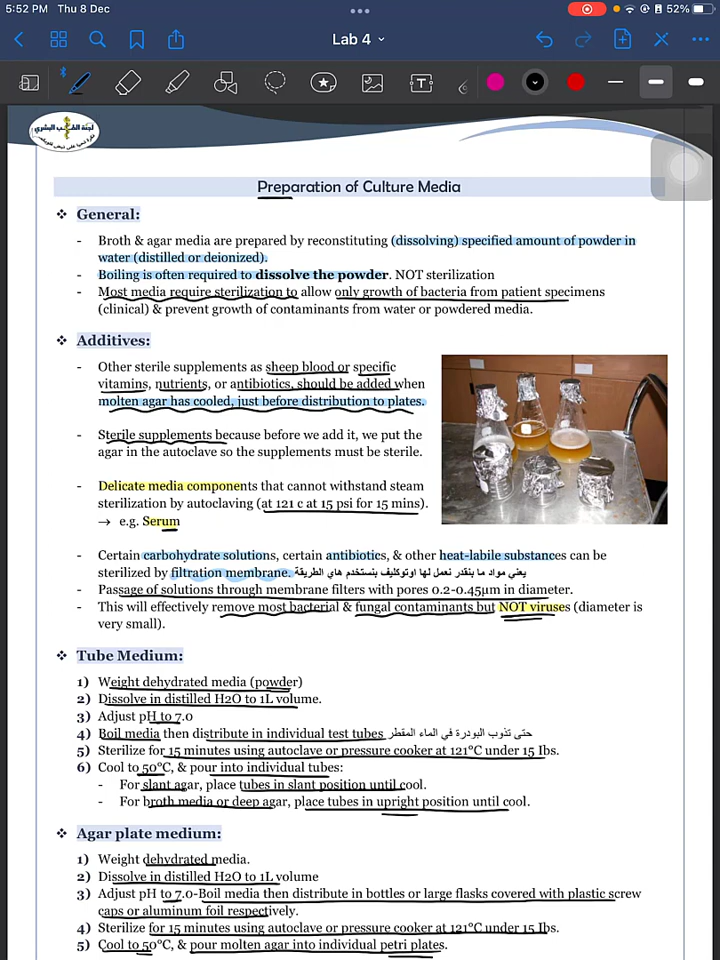 5:52 PM Thu 8 Dec
52%
Lab 4
لجنة الطب البشري
Preparation of Culture Media
❖ General:
- Broth & agar media are prepared by reconstituting (dissolving) specified amount of powder in
water (distilled or deionized).
- Boiling is often required to dissolve the powder. NOT sterilization
- Most media require sterilization to allow only growth of bacteria from patient specimens
(clinical) & prevent growth of contaminants from water or powdered media.
❖ Additives:
- Other sterile supplements as sheep blood or specific
vitamins, nutrients, or antibiotics, should be added when
molten agar has cooled, just before distribution to plates.
- Sterile supplements because before we add it, we put the
agar in the autoclave so the supplements must be sterile.
- Delicate media components that cannot withstand steam
sterilization by autoclaving (at 121 c at 15 psi for 15 mins).
→ e.g. Serum
- Certain carbohydrate solutions, certain antibiotics, & other heat-labile substances can be
sterilized by filtration membrane. يعني مواد ما بنقدر نعمل لها اوتوكليف بنستخدم هاي الطريقة
- Passage of solutions through membrane filters with pores 0.2-0.45µm in diameter.
- This will effectively remove most bacterial & fungal contaminants but NOT viruses (diameter is
very small).
❖ Tube Medium:
1) Weight dehydrated media (powder)
2) Dissolve in distilled H2O to 1L volume.
3) Adjust pH to 7.0
4) Boil media then distribute in individual test tubes حتى تذوب البودرة في الماء المقطر
5) Sterilize for 15 minutes using autoclave or pressure cooker at 121°C under 15 Ibs.
6) Cool to 50°C, & pour into individual tubes:
- For slant agar, place tubes in slant position until cool.
- For broth media or deep agar, place tubes in upright position until cool.
❖ Agar plate medium:
1) Weight dehydrated media.
2) Dissolve in distilled H2O to 1L volume
3) Adjust pH to 7.0-Boil media then distribute in bottles or large flasks covered with plastic screw
caps or aluminum foil respectively.
4) Sterilize for 15 minutes using autoclave or pressure cooker at 121°C under 15 Ibs.
5) Cool to 50°C, & pour molten agar into individual petri plates.